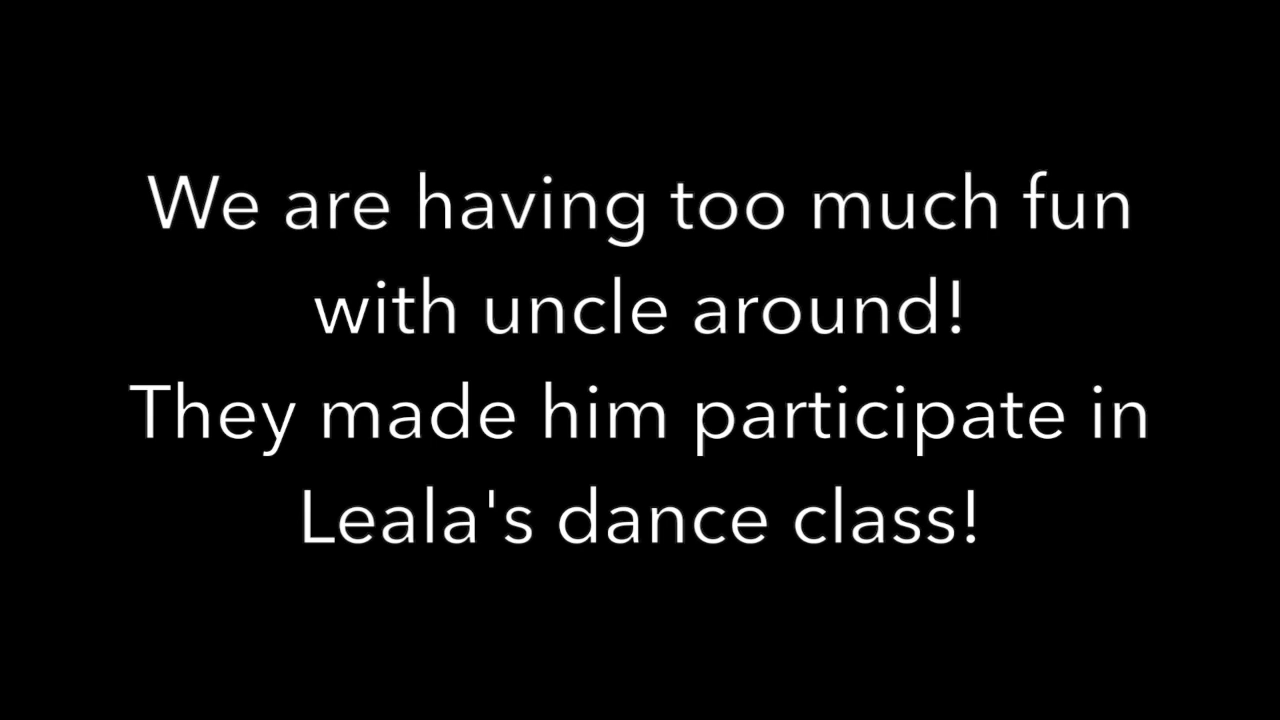 We are having too much fun
with uncle around!
They made him participate in
Leala's dance class!